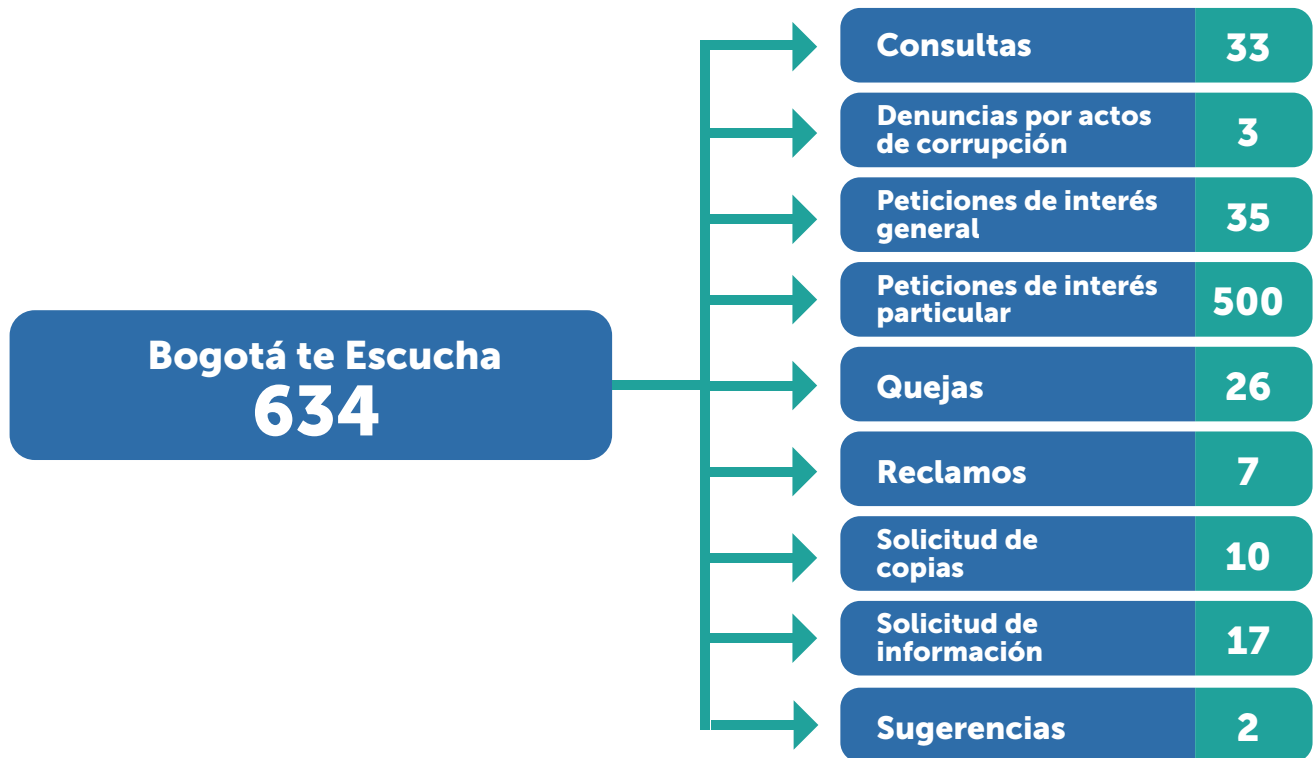 Bogotá te Escucha
634
Consultas
33
Denuncias por actos
de corrupción
3
Peticiones de interés
general
35
Peticiones de interés
particular
500
Quejas
26
Reclamos
7
Solicitud de
copias
10
Solicitud de
información
17
Sugerencias
2